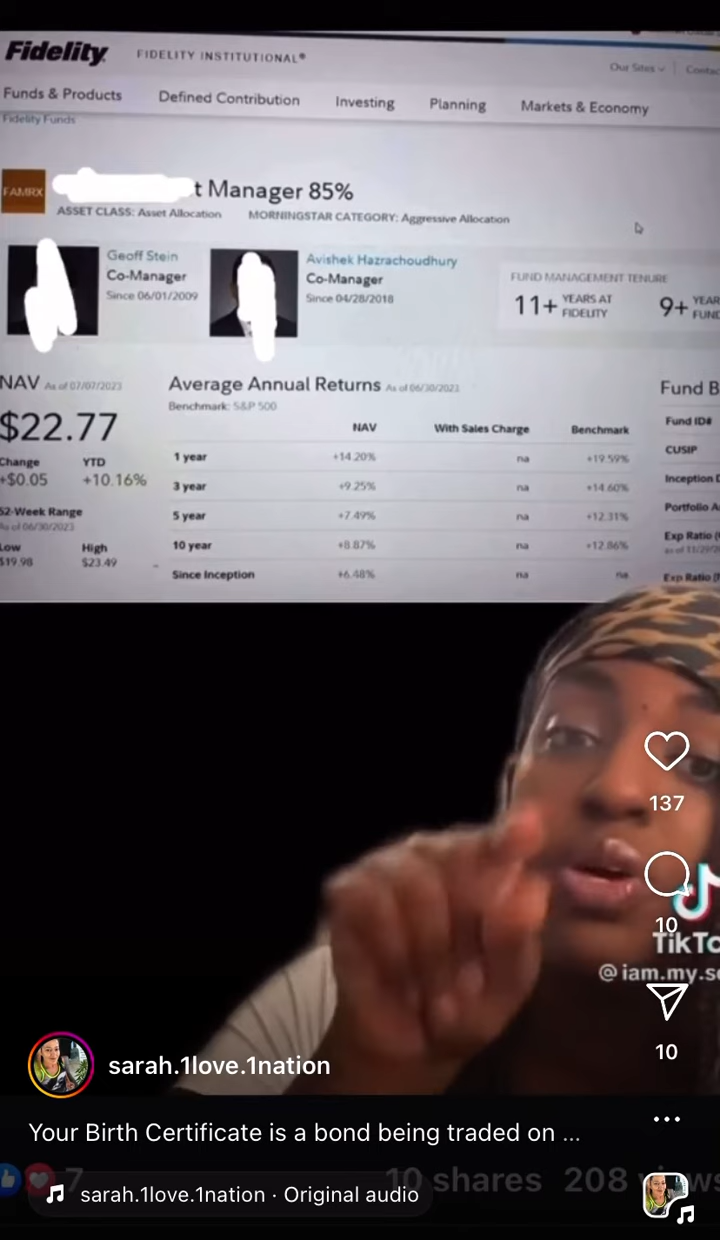 Fidelity
FIDELITY INSTITUTIONAL®
Our Sites
Funds & Products Defined Contribution Investing Planning Markets & Economy
Fidelity Funds
FAMRX
t Manager 85%
ASSET CLASS: Asset Allocation MORNINGSTAR CATEGORY: Aggressive Allocation
Geoff Stein
Co-Manager
Since 06/01/2009
Avishek Hazrachoudhury
Co-Manager
Since 04/28/2018
FUND MANAGEMENT TENURE
11+ YEARS AT
FIDELITY
9+ YEAR
FUND
NAV As of 07/07/2023
$22.77
Change YTD
+$0.05 +10.16%
52-Week Range
As of 06/30/2023
Low High
$19.98 $23.49
Average Annual Returns As of 06/30/2023
Benchmark: S&P 500
NAV With Sales Charge Benchmark
1 year +14.20% na +19.59%
3 year +9.25% na +14.60%
5 year +7.49% na +12.31%
10 year +8.87% na +12.86%
Since Inception +6.48% na na
Fund B
Fund ID#
CUSIP
Inception D
Portfolio A
Exp Ratio (
Exp Ratio (
137
10
TikTo
@iam.my.s
10
sarah.1love.1nation
Your Birth Certificate is a bond being traded on ...
7 10 shares 208 views
sarah.1love.1nation · Original audio